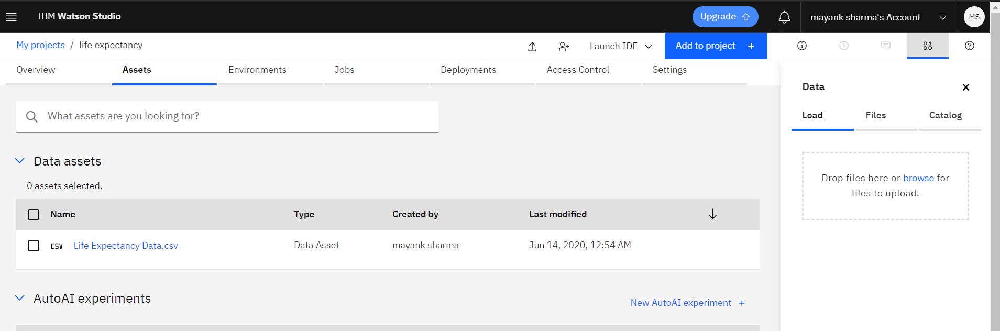 IBM Watson Studio
Upgrade
mayank sharma's Account
MS
My projects / life expectancy
Launch IDE
Add to project +
Overview
Assets
Environments
Jobs
Deployments
Access Control
Settings
What assets are you looking for?
Data assets
0 assets selected.
Name Type Created by Last modified
CSV Life Expectancy Data.csv Data Asset mayank sharma Jun 14, 2020, 12:54 AM
AutoAI experiments
New AutoAI experiment +
Data
Load Files Catalog
Drop files here or browse for
files to upload.